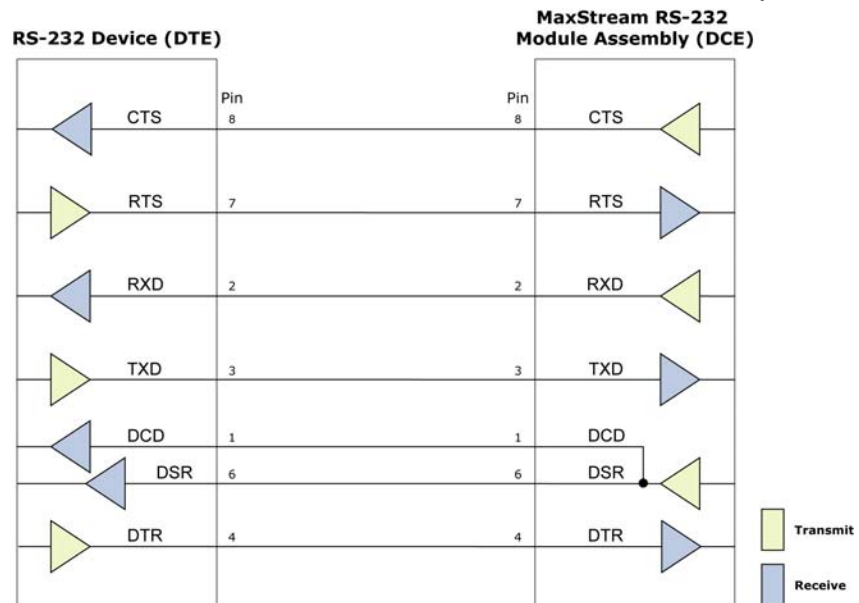 RS-232 Device (DTE)
MaxStream RS-232
Module Assembly (DCE)
Pin
Pin
CTS 8
8 CTS
RTS 7
7 RTS
RXD 2
2 RXD
TXD 3
3 TXD
DCD 1
1 DCD
DSR 6
6 DSR
DTR 4
4 DTR
Transmit
Receive